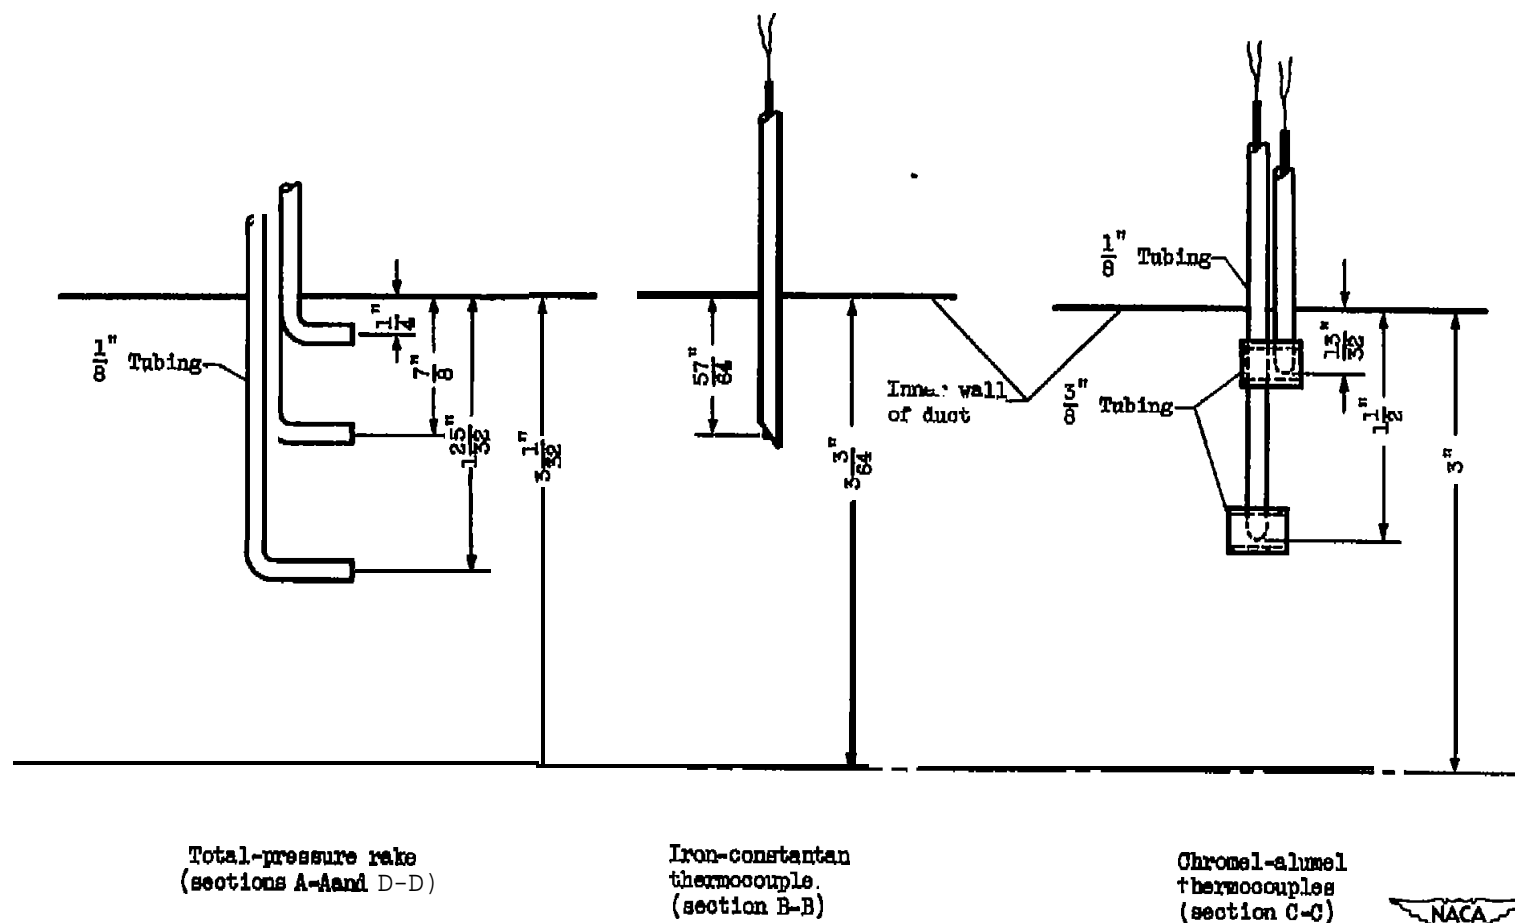 1/8" Tubing
1/4"
7/8"
1 25/32"
3 1/32"
57/64"
3 3/64"
Inner wall
of duct
1/8" Tubing
3/8" Tubing
13/32"
1 1/2"
3"
Total-pressure rake
(sections A-Aand D-D)
Iron-constantan
thermocouple.
(section B-B)
Chromel-alumel
thermocouples
(section C-C)
NACA